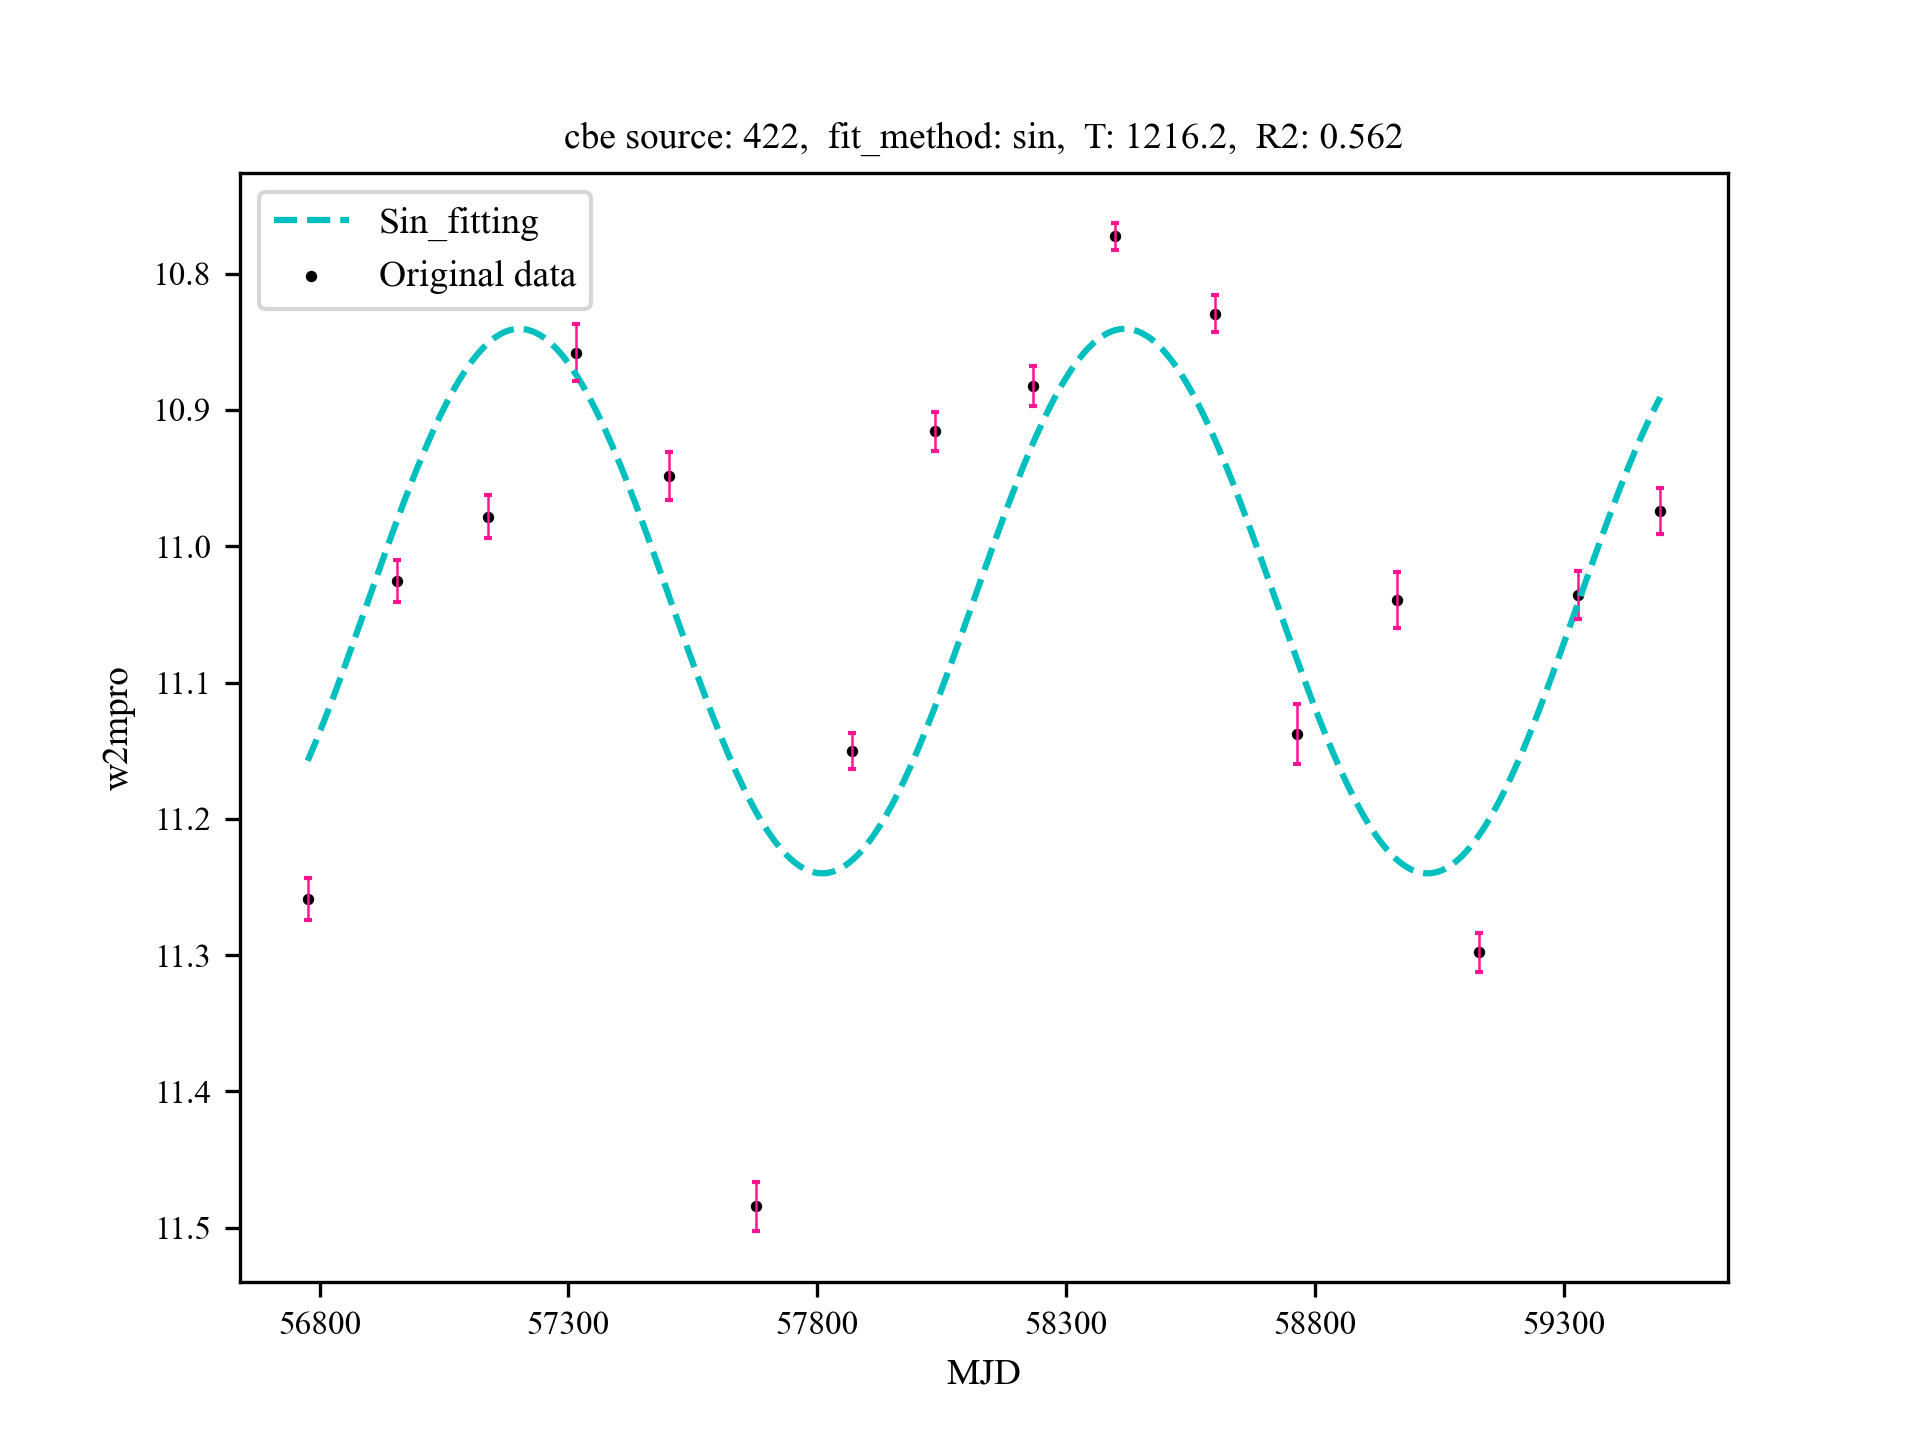 cbe source: 422,  fit_method: sin,  T: 1216.2,  R2: 0.562
Sin_fitting
Original data
10.8
10.9
11.0
11.1
11.2
11.3
11.4
11.5
w2mpro
56800
57300
57800
58300
58800
59300
MJD